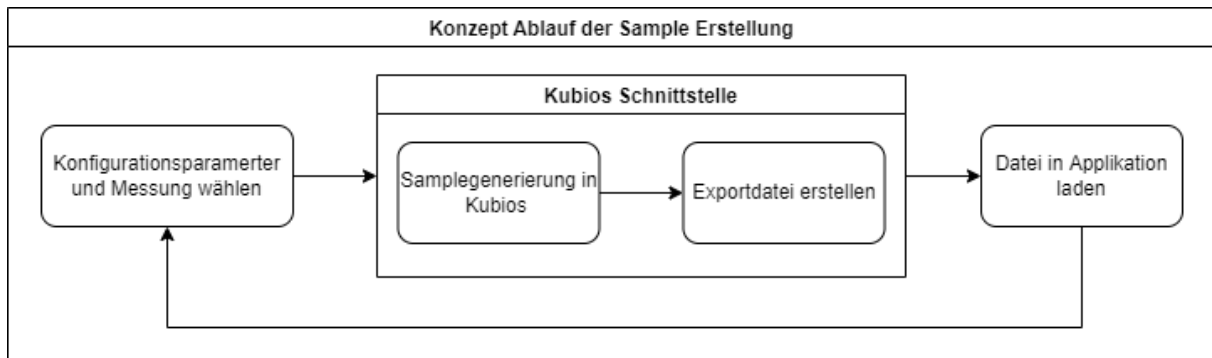 Konzept Ablauf der Sample Erstellung
Kubios Schnittstelle
Konfigurationsparamerter
und Messung wählen
Samplegenerierung in
Kubios
Exportdatei erstellen
Datei in Applikation
laden